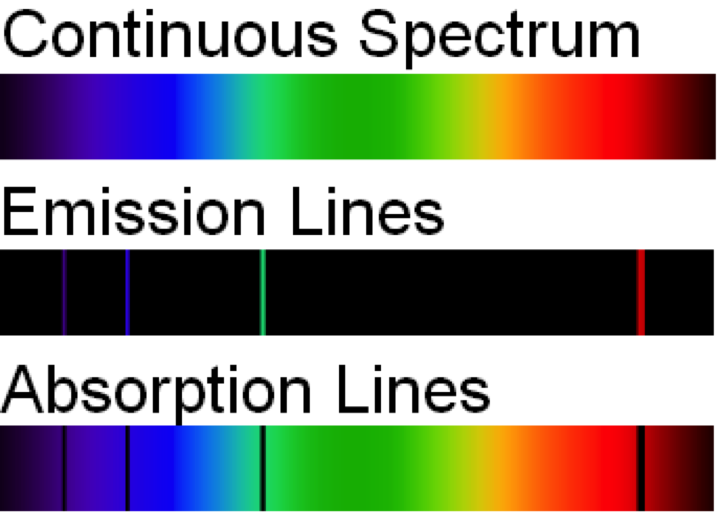 Continuous Spectrum
Emission Lines
Absorption Lines